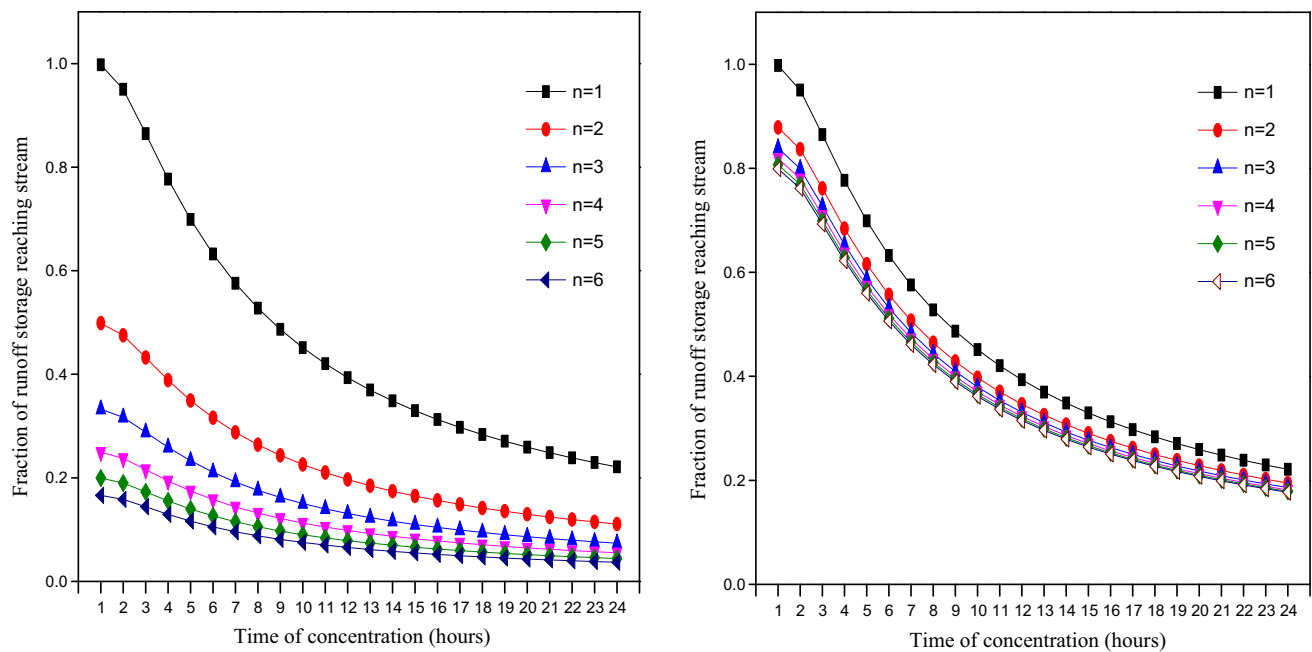 1.0
0.8
0.6
0.4
0.2
0.0
Fraction of runoff storage reaching stream
n=1
n=2
n=3
n=4
n=5
n=6
1 2 3 4 5 6 7 8 9 10 11 12 13 14 15 16 17 18 19 20 21 22 23 24
Time of concentration (hours)
1.0
0.8
0.6
0.4
0.2
0.0
Fraction of runoff storage reaching stream
n=1
n=2
n=3
n=4
n=5
n=6
1 2 3 4 5 6 7 8 9 10 11 12 13 14 15 16 17 18 19 20 21 22 23 24
Time of concentration (hours)